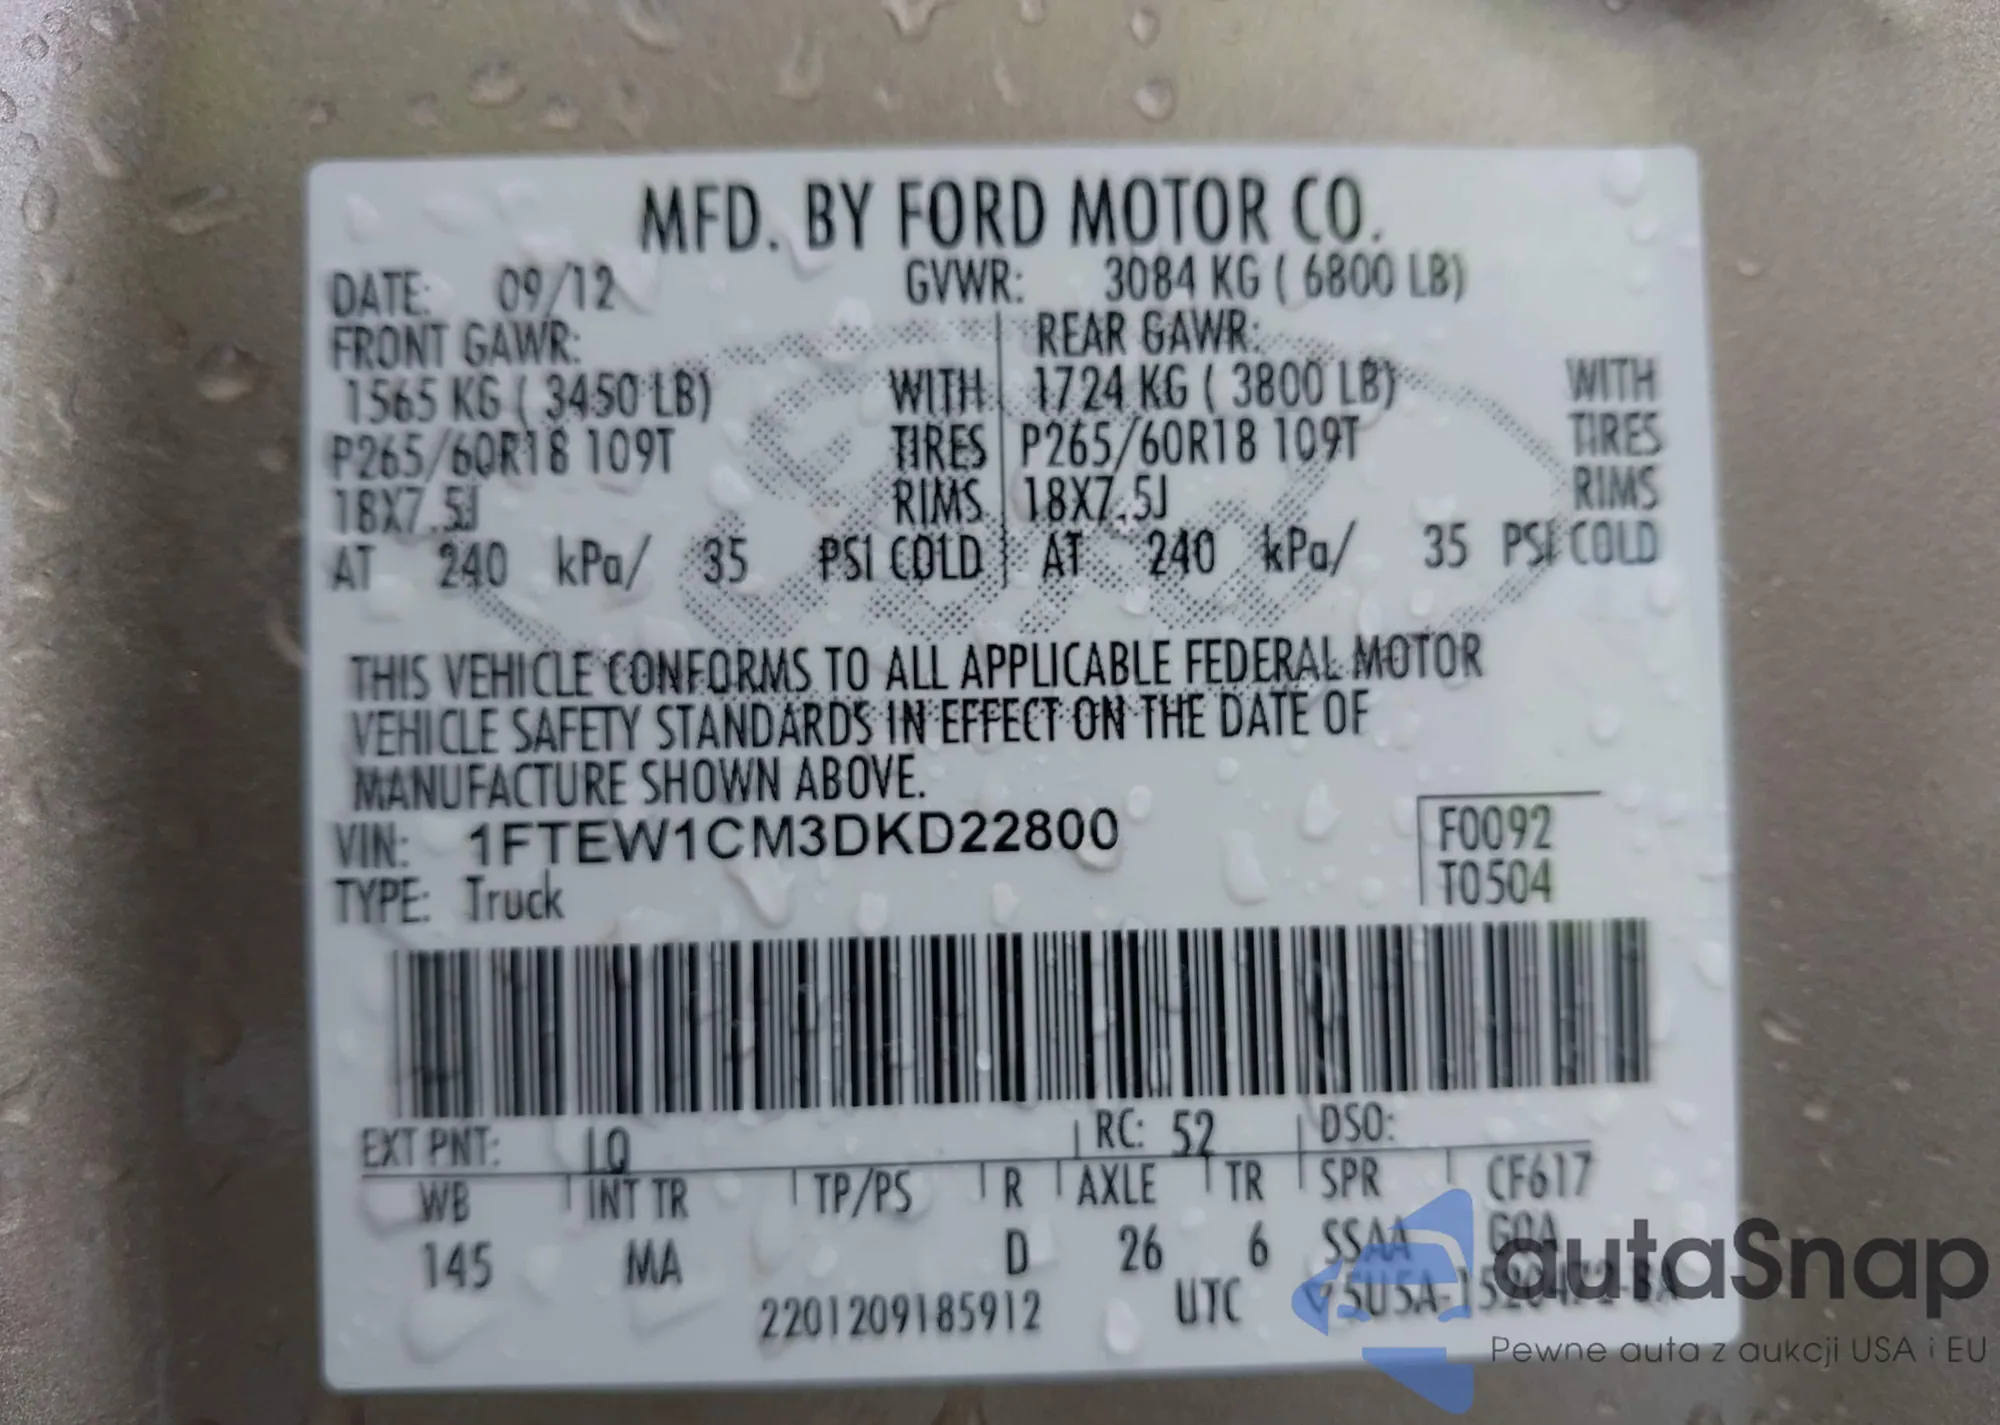 MFD. BY FORD MOTOR CO.
DATE: 09/12 GVWR: 3084 KG ( 6800 LB)
FRONT GAWR: REAR GAWR:
1565 KG ( 3450 LB) WITH 1724 KG ( 3800 LB) WITH
P265/60R18 109T TIRES P265/60R18 109T TIRES
18X7.5J RIMS 18X7.5J RIMS
AT 240 kPa/ 35 PSI COLD AT 240 kPa/ 35 PSI COLD
THIS VEHICLE CONFORMS TO ALL APPLICABLE FEDERAL MOTOR
VEHICLE SAFETY STANDARDS IN EFFECT ON THE DATE OF
MANUFACTURE SHOWN ABOVE.
VIN: 1FTEW1CM3DKD22800 F0092
TYPE: Truck T0504
EXT PNT: LQ RC: 52 DSO:
WB INT TR TP/PS R AXLE TR SPR CF617
145 MA D 26 6 SSAA GQA
2201209185912 UTC
autaSnap
Pewne auta z aukcji USA i EU